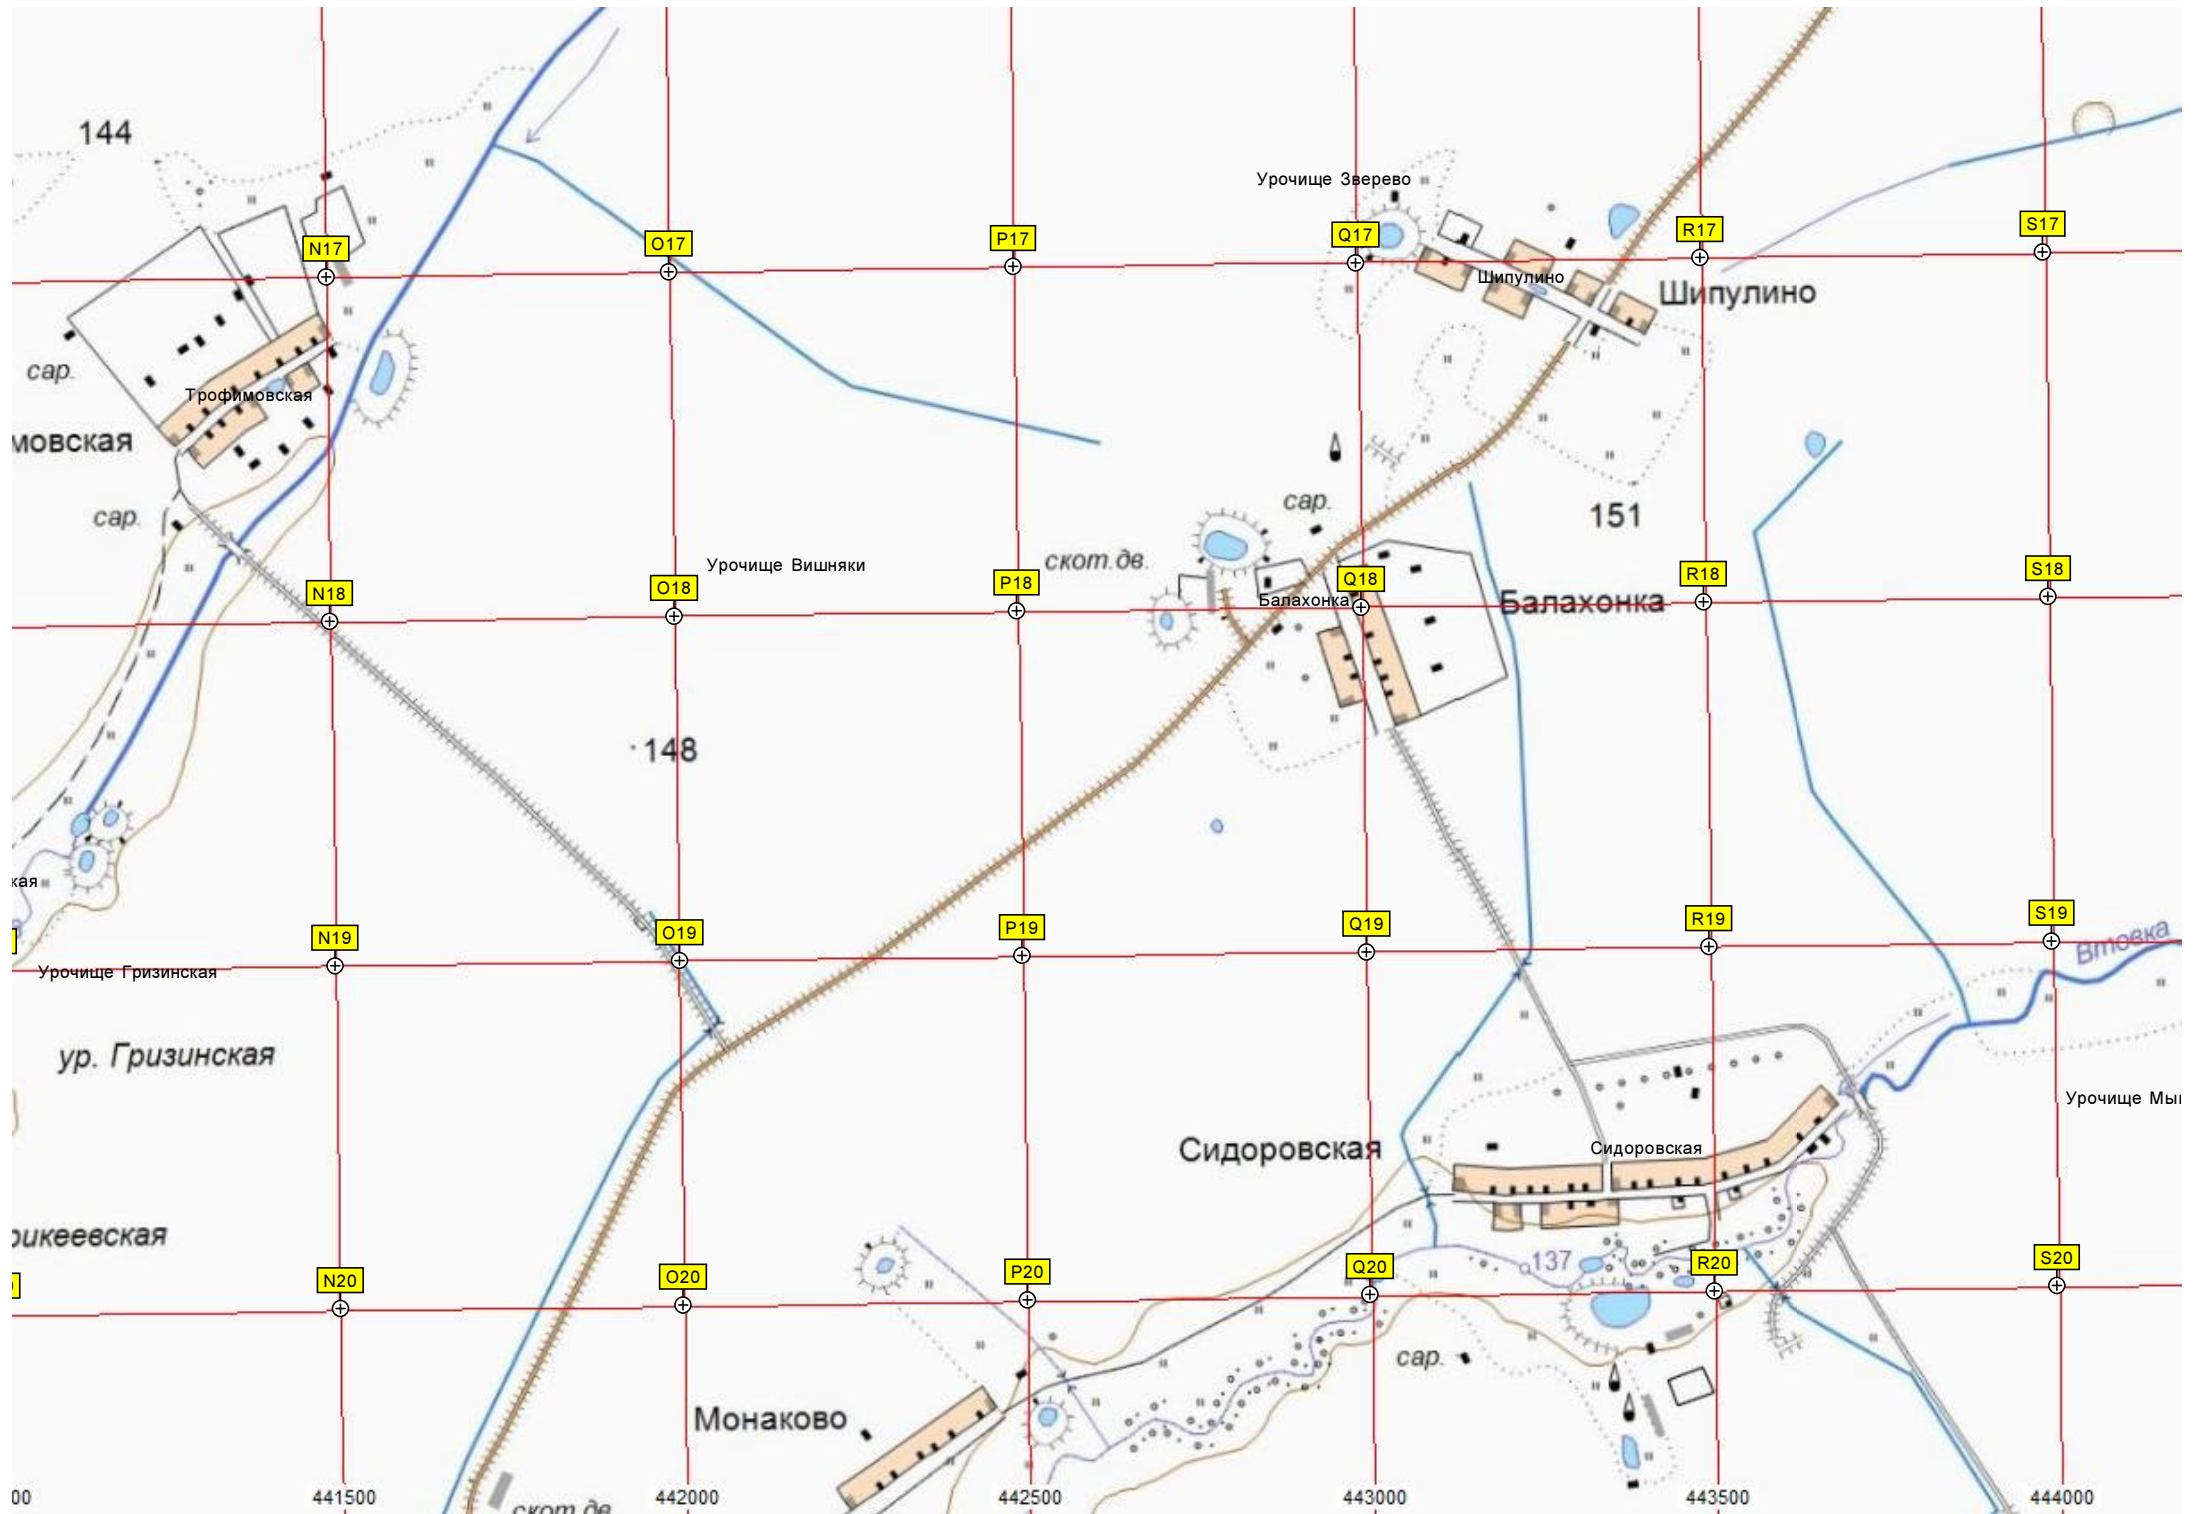 144
Урочище Зверево
N17
O17
P17
Q17
R17
S17
Шипулино
Шипулино
сар.
Трофимовская
мовская
сар.
сар.
151
скот.дв.
Урочище Вишняки
N18
O18
P18
Q18
R18
S18
Балахонка
Балахонка
148
кая
N19
O19
P19
Q19
R19
S19
Втовка
Урочище Гризинская
ур. Гризинская
Урочище Мы
Сидоровская
Сидоровская
рикеевская
137
N20
O20
P20
Q20
R20
S20
сар.
Монаково
скот.дв.
00
441500
442000
442500
443000
443500
444000